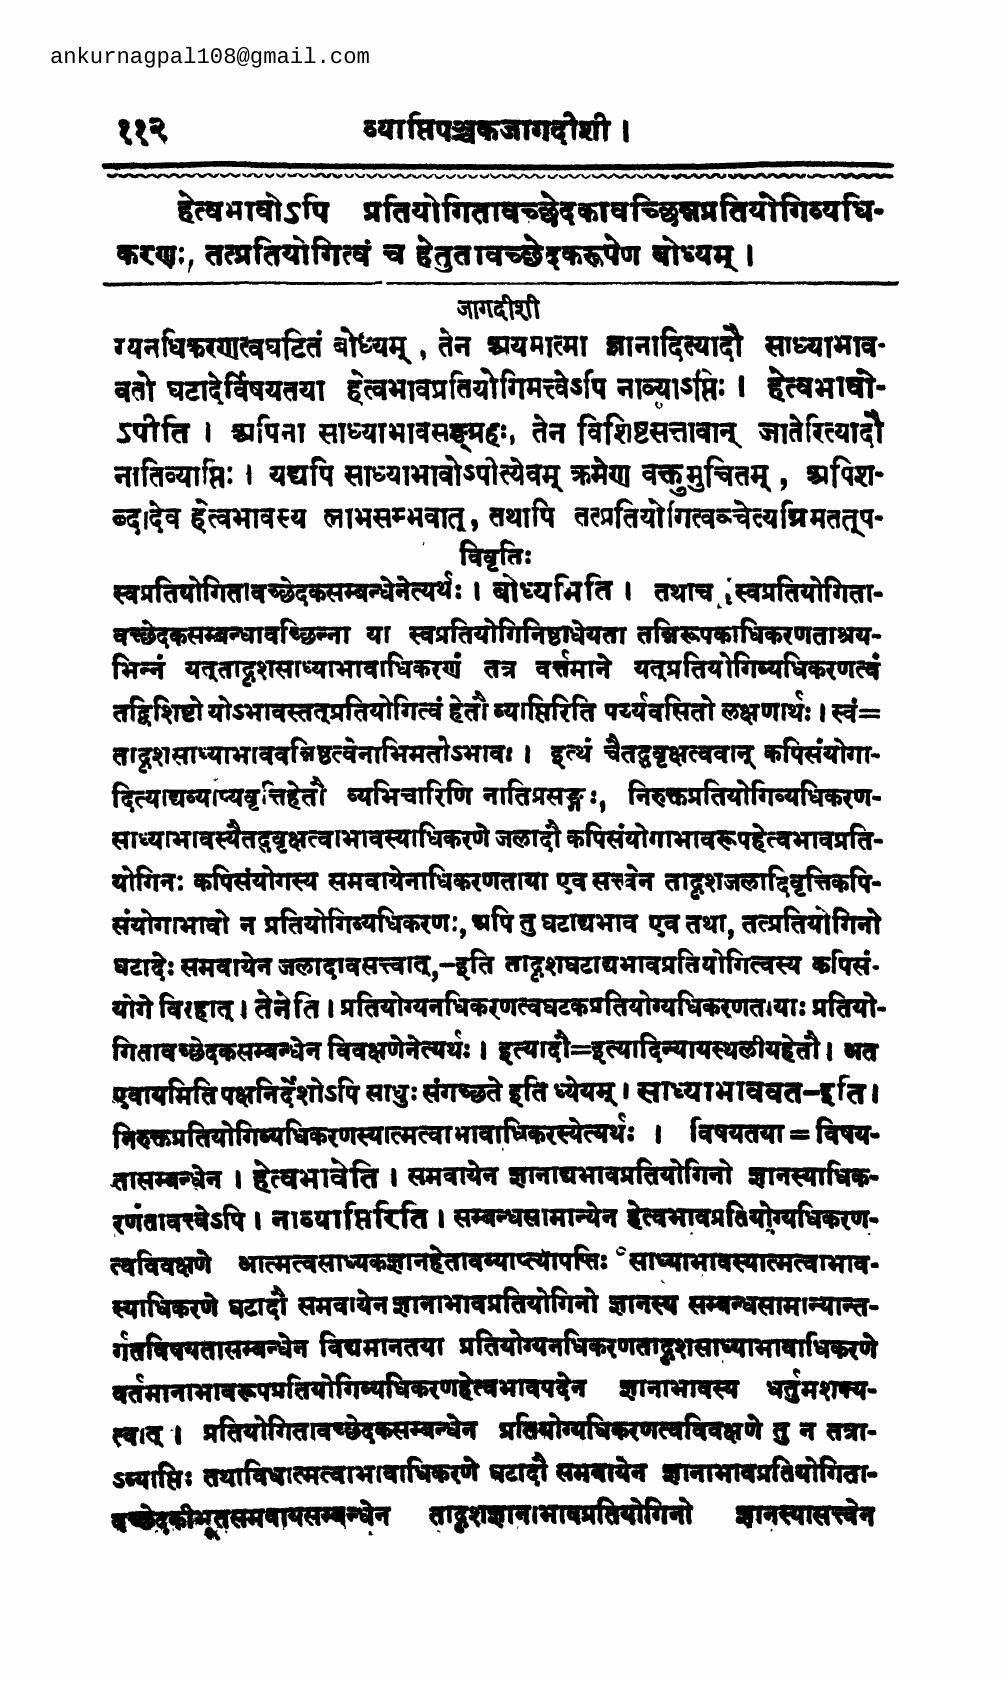 ankurnagpal108@gmail.com
११२ व्याप्तिपञ्चकजागदीशी ।
हेत्वभावोऽपि प्रतियोगितावच्छेदकावच्छिन्नप्रतियोगिव्यधि-
करणः, तत्प्रतियोगित्वं च हेतुतावच्छेदकरूपेण बोध्यम् ।
जागदीशी
ग्यनधिकरणत्वघटितं बोध्यम् , तेन अयमात्मा ज्ञानादित्यादौ साध्याभाव-
वतो घटादेर्विषयतया हेत्वभावप्रतियोगिमत्त्वेऽपि नाव्याऽप्तिः । हेत्वभावो-
ऽपीति । अपिना साध्याभावसङ्ग्रहः, तेन विशिष्टसत्तावान् जातेरित्यादौ
नातिव्याप्तिः । यद्यपि साध्याभावोऽपीत्येवम् क्रमेण वक्तुमुचितम् , अपिश-
ब्दादेव हेत्वभावस्य लाभसम्भवात् , तथापि तत्प्रतियोगित्वञ्चेत्यग्रिमतत्प-
विवृतिः
स्वप्रतियोगितावच्छेदकसम्बन्धेनेत्यर्थः । बोध्यमिति । तथाच स्वप्रतियोगिता-
वच्छेदकसम्बन्धावच्छिन्ना या स्वप्रतियोगिनिष्ठाधेयता तन्निरूपकाधिकरणताश्रय-
भिन्नं यत्तादृशसाध्याभावाधिकरणं तत्र वर्त्तमाने यत्प्रतियोगिव्यधिकरणत्वं
तद्विशिष्टो योऽभावस्तत्प्रतियोगित्वं हेतौ व्याप्तिरिति पर्य्यवसितो लक्षणार्थः । स्वं=
तादृशसाध्याभाववन्निष्ठत्वेनाभिमतोऽभावः । इत्थं चैतद्वृक्षत्ववान् कपिसंयोगा-
दित्याद्यव्याप्यवृत्तिहेतौ व्यभिचारिणि नातिप्रसङ्गः, निरुक्तप्रतियोगिव्यधिकरण-
साध्याभावस्यैतद्वृक्षत्वाभावस्याधिकरणे जलादौ कपिसंयोगाभावरूपहेत्वभावप्रति-
योगिनः कपिसंयोगस्य समवायेनाधिकरणताया एव सत्त्वेन तादृशजलादिवृत्तिकपि-
संयोगाभावो न प्रतियोगिव्यधिकरणः, अपि तु घटाद्यभाव एव तथा, तत्प्रतियोगिनो
घटादेः समवायेन जलादावसत्त्वात्,–इति तादृशघटाद्यभावप्रतियोगित्वस्य कपिसं-
योगे विरहात् । तेनेति । प्रतियोग्यनधिकरणत्वघटकप्रतियोग्यधिकरणतायाः प्रतियो-
गितावच्छेदकसम्बन्धेन विवक्षणेनेत्यर्थः । इत्यादौ=इत्यादिन्यायस्थलीयहेतौ । अत
एवायमिति पक्षनिर्देशोऽपि साधुः संगच्छते इति ध्येयम् । साध्याभाववत–इति ।
निरुक्तप्रतियोगिव्यधिकरणस्यात्मत्वाभावाधिकरस्येत्यर्थः । विषयतया = विषय-
तासम्बन्धेन । हेत्वभावेति । समवायेन ज्ञानाद्यभावप्रतियोगिनो ज्ञानस्याधिक-
रणतावत्त्वेऽपि । नाव्याप्तिरिति । सम्बन्धसामान्येन हेत्वभावप्रतियोग्यधिकरण-
त्वविवक्षणे आत्मत्वसाध्यकज्ञानहेतावव्याप्त्यापत्तिः साध्याभावस्यात्मत्वाभाव-
स्याधिकरणे घटादौ समवायेन ज्ञानाभावप्रतियोगिनो ज्ञानस्य सम्बन्धसामान्यान्त-
र्गतविषयतासम्बन्धेन विद्यमानतया प्रतियोग्यनधिकरणतादृशसाध्याभावाधिकरणे
वर्तमानाभावरूपप्रतियोगिव्यधिकरणहेत्वभावपदेन ज्ञानाभावस्य धर्तुमशक्य-
त्वात् । प्रतियोगितावच्छेदकसम्बन्धेन प्रतियोग्यधिकरणत्वविवक्षणे तु न तत्रा-
ऽव्याप्तिः तथाविधात्मत्वाभावाधिकरणे घटादौ समवायेन ज्ञानाभावप्रतियोगिता-
वच्छेदकीभूतसमवायसम्बन्धेन तादृशज्ञानाभावप्रतियोगिनो ज्ञानस्यासत्त्वेन